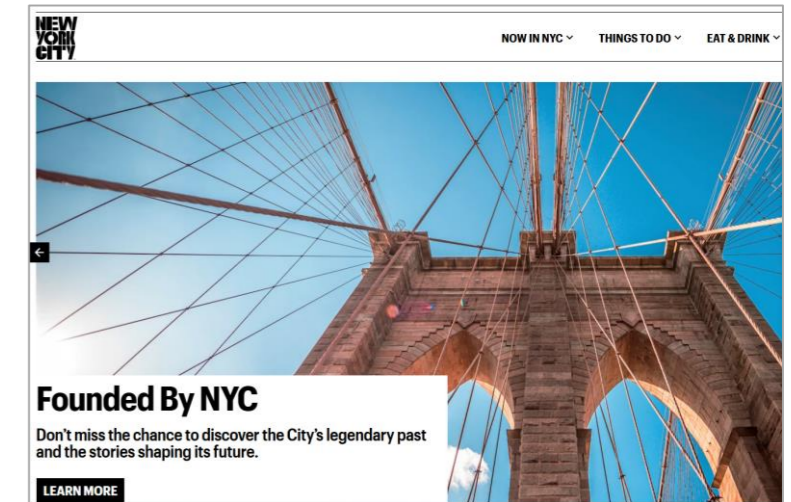 NEW
YORK
CITY
NOW IN NYC THINGS TO DO EAT & DRINK
Founded By NYC
Don't miss the chance to discover the City's legendary past
and the stories shaping its future.
LEARN MORE